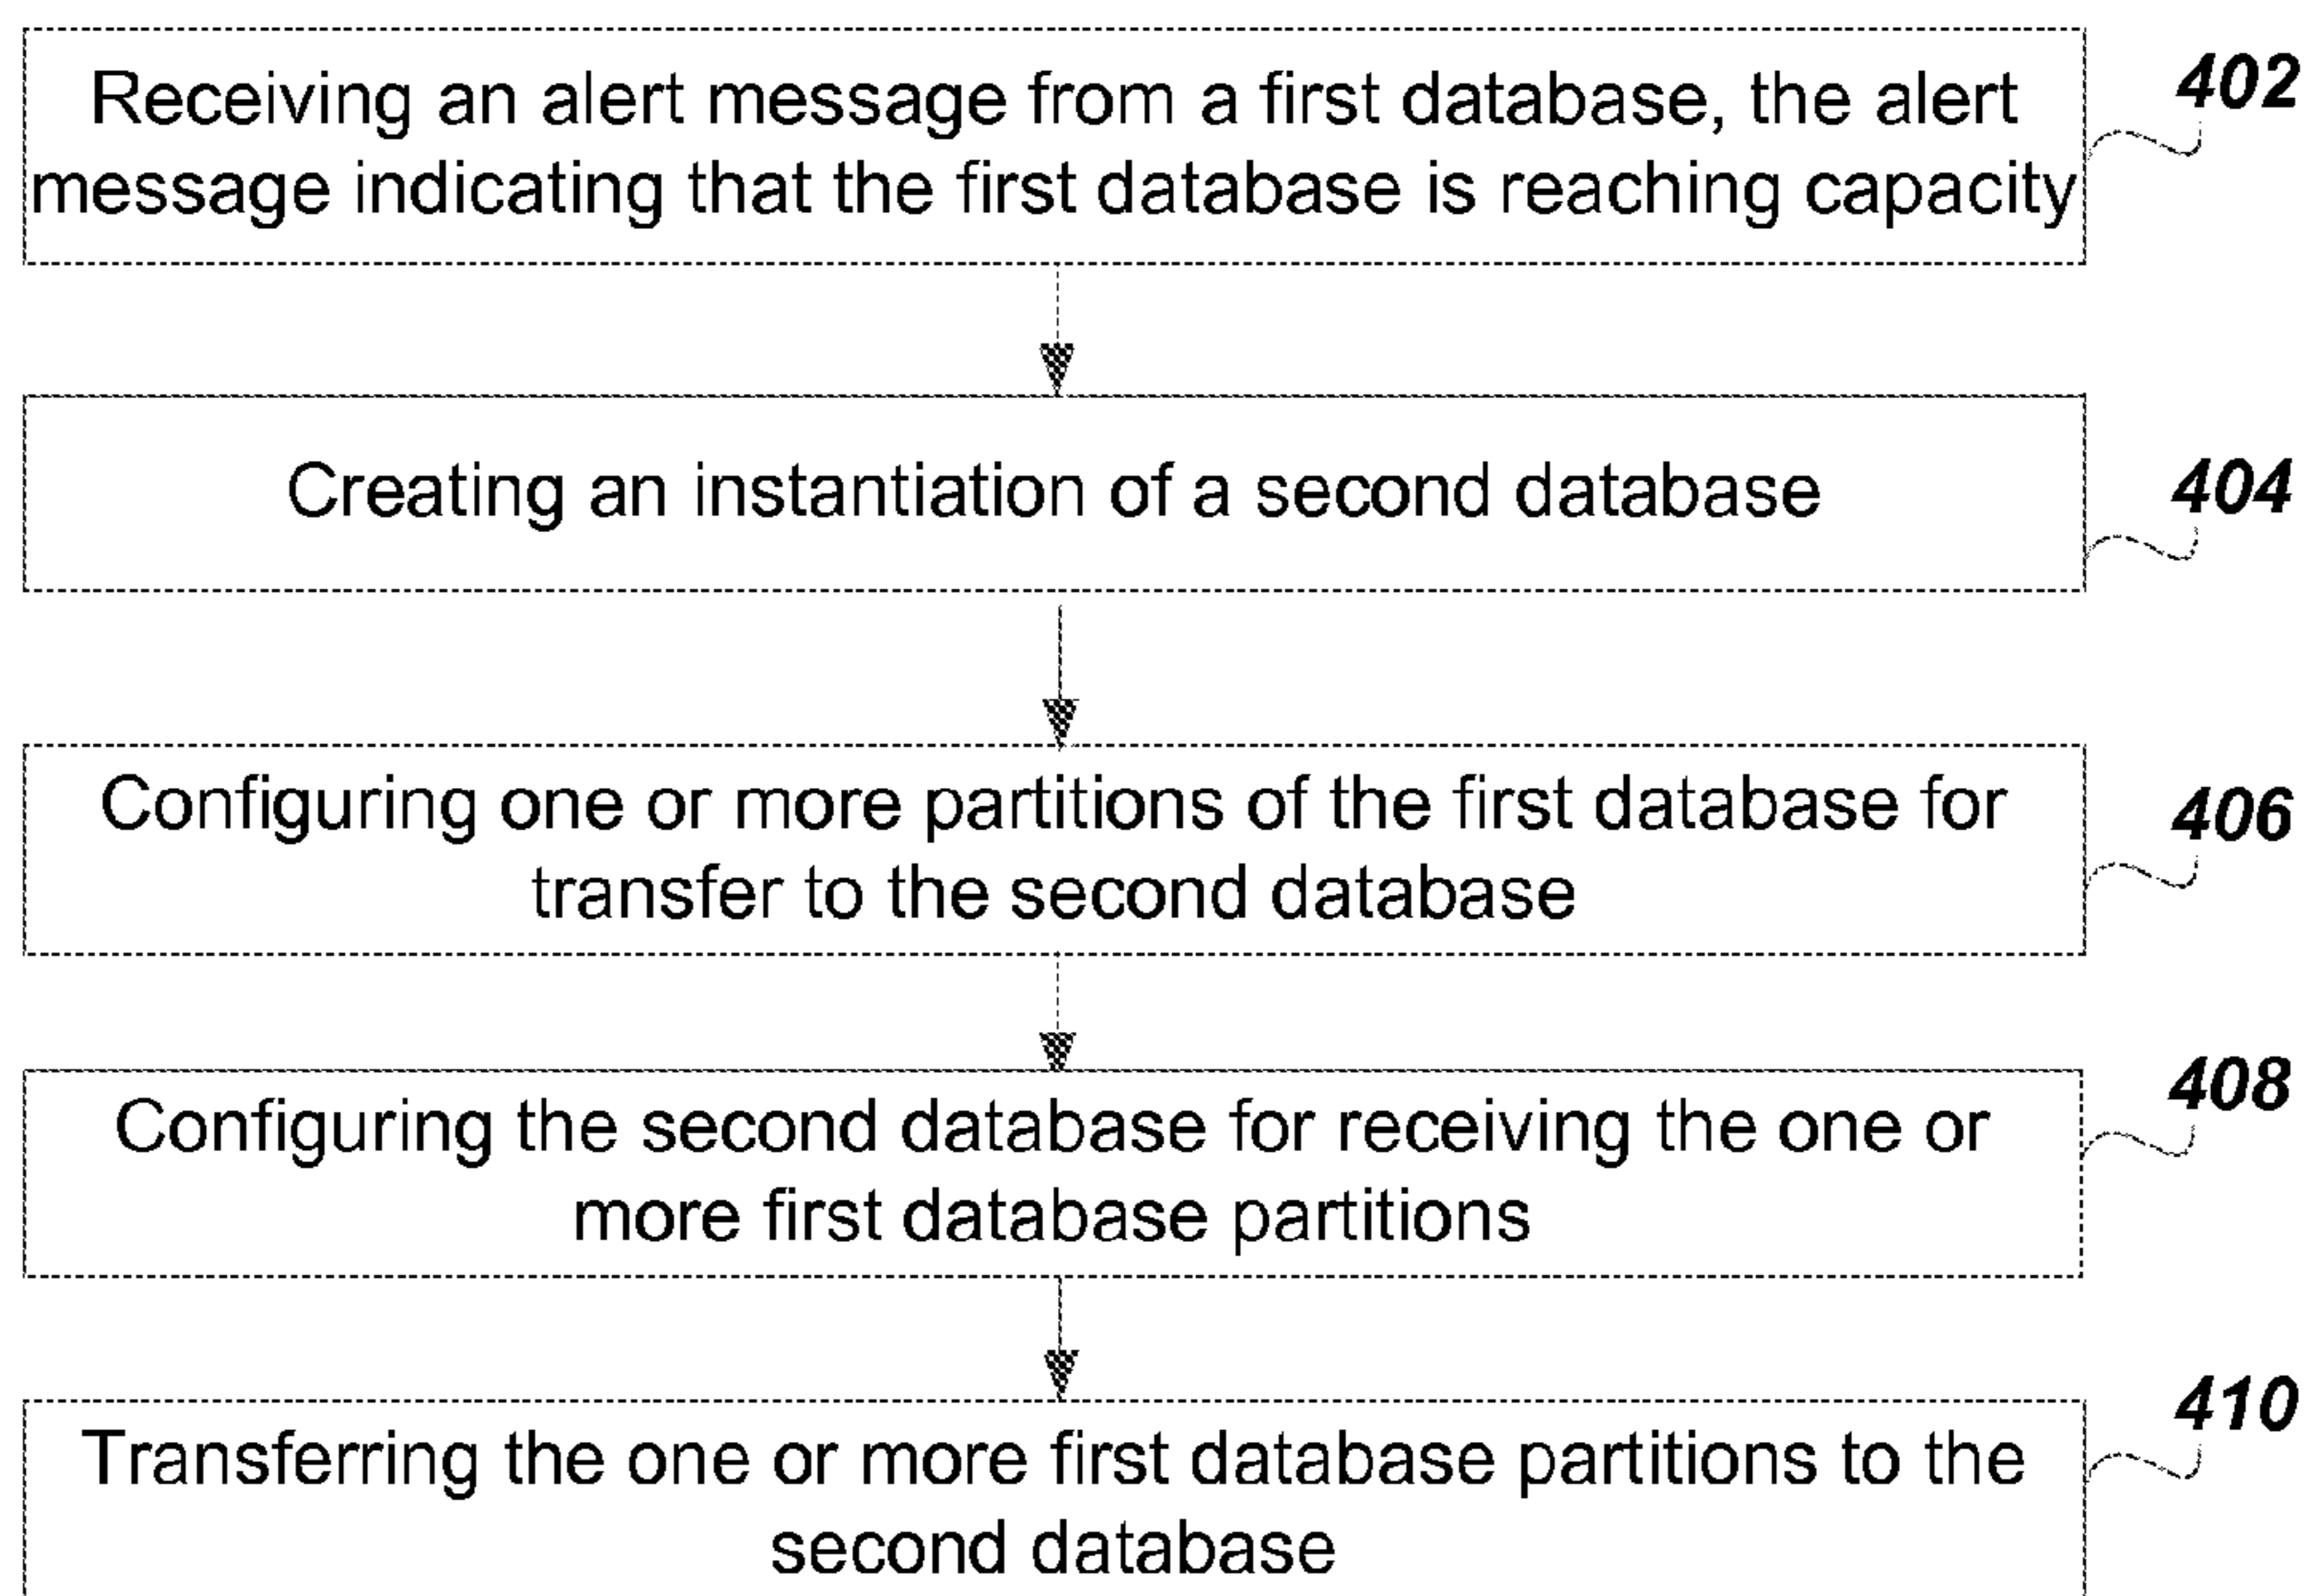 Receiving an alert message from a first database, the alert
message indicating that the first database is reaching capacity
402
Creating an instantiation of a second database
404
Configuring one or more partitions of the first database for
transfer to the second database
406
Configuring the second database for receiving the one or
more first database partitions
408
Transferring the one or more first database partitions to the
second database
410